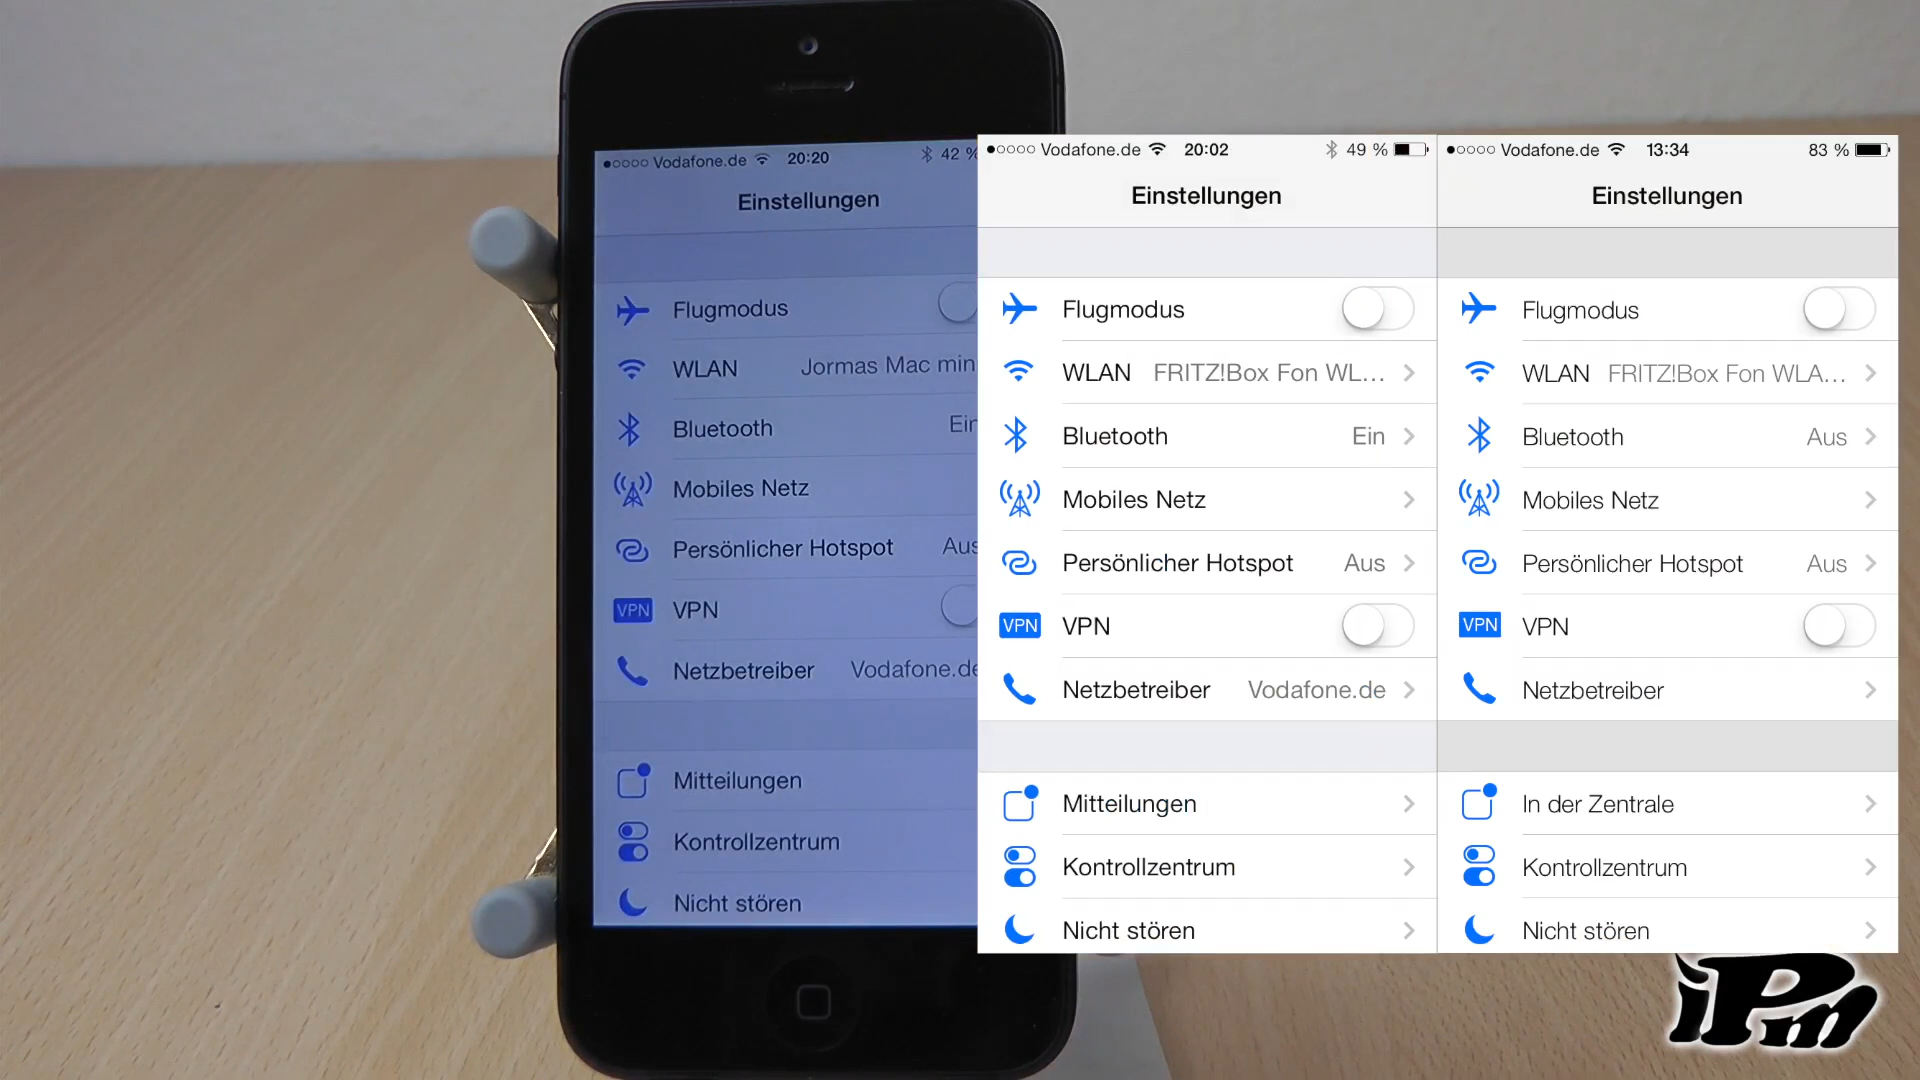 Vodafone.de 20:20 42 %
Einstellungen
Flugmodus
WLAN Jormas Mac min
Bluetooth Ein
Mobiles Netz
Persönlicher Hotspot Aus
VPN VPN
Netzbetreiber Vodafone.de
Mitteilungen
Kontrollzentrum
Nicht stören
Vodafone.de 20:02 49 %
Einstellungen
Flugmodus
WLAN FRITZ!Box Fon WL...
Bluetooth Ein
Mobiles Netz
Persönlicher Hotspot Aus
VPN VPN
Netzbetreiber Vodafone.de
Mitteilungen
Kontrollzentrum
Nicht stören
Vodafone.de 13:34 83 %
Einstellungen
Flugmodus
WLAN FRITZ!Box Fon WLA...
Bluetooth Aus
Mobiles Netz
Persönlicher Hotspot Aus
VPN VPN
Netzbetreiber
In der Zentrale
Kontrollzentrum
Nicht stören
iPm